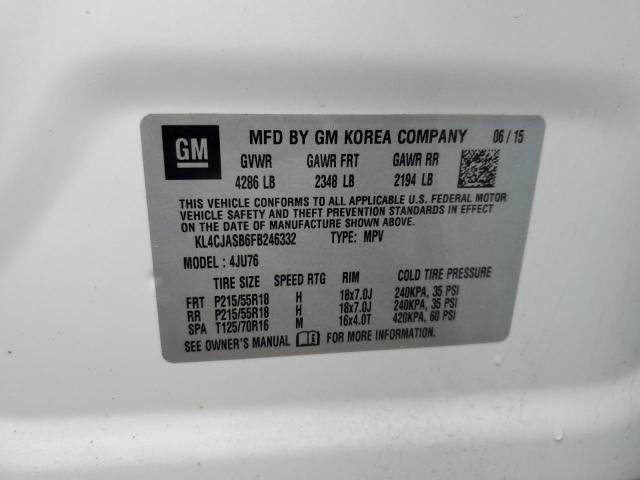 GM MFD BY GM KOREA COMPANY 06/15
GVWR GAWR FRT GAWR RR
4286 LB 2348 LB 2194 LB
THIS VEHICLE CONFORMS TO ALL APPLICABLE U.S. FEDERAL MOTOR
VEHICLE SAFETY AND THEFT PREVENTION STANDARDS IN EFFECT
ON THE DATE OF MANUFACTURE SHOWN ABOVE.
KL4CJASB6FB246332 TYPE: MPV
MODEL: 4JU76
TIRE SIZE SPEED RTG RIM COLD TIRE PRESSURE
FRT P215/55R18 H 18x7.0J 240KPA, 35 PSI
RR P215/55R18 H 18x7.0J 240KPA, 35 PSI
SPA T125/70R16 M 16x4.0T 420KPA, 60 PSI
SEE OWNER'S MANUAL FOR MORE INFORMATION.